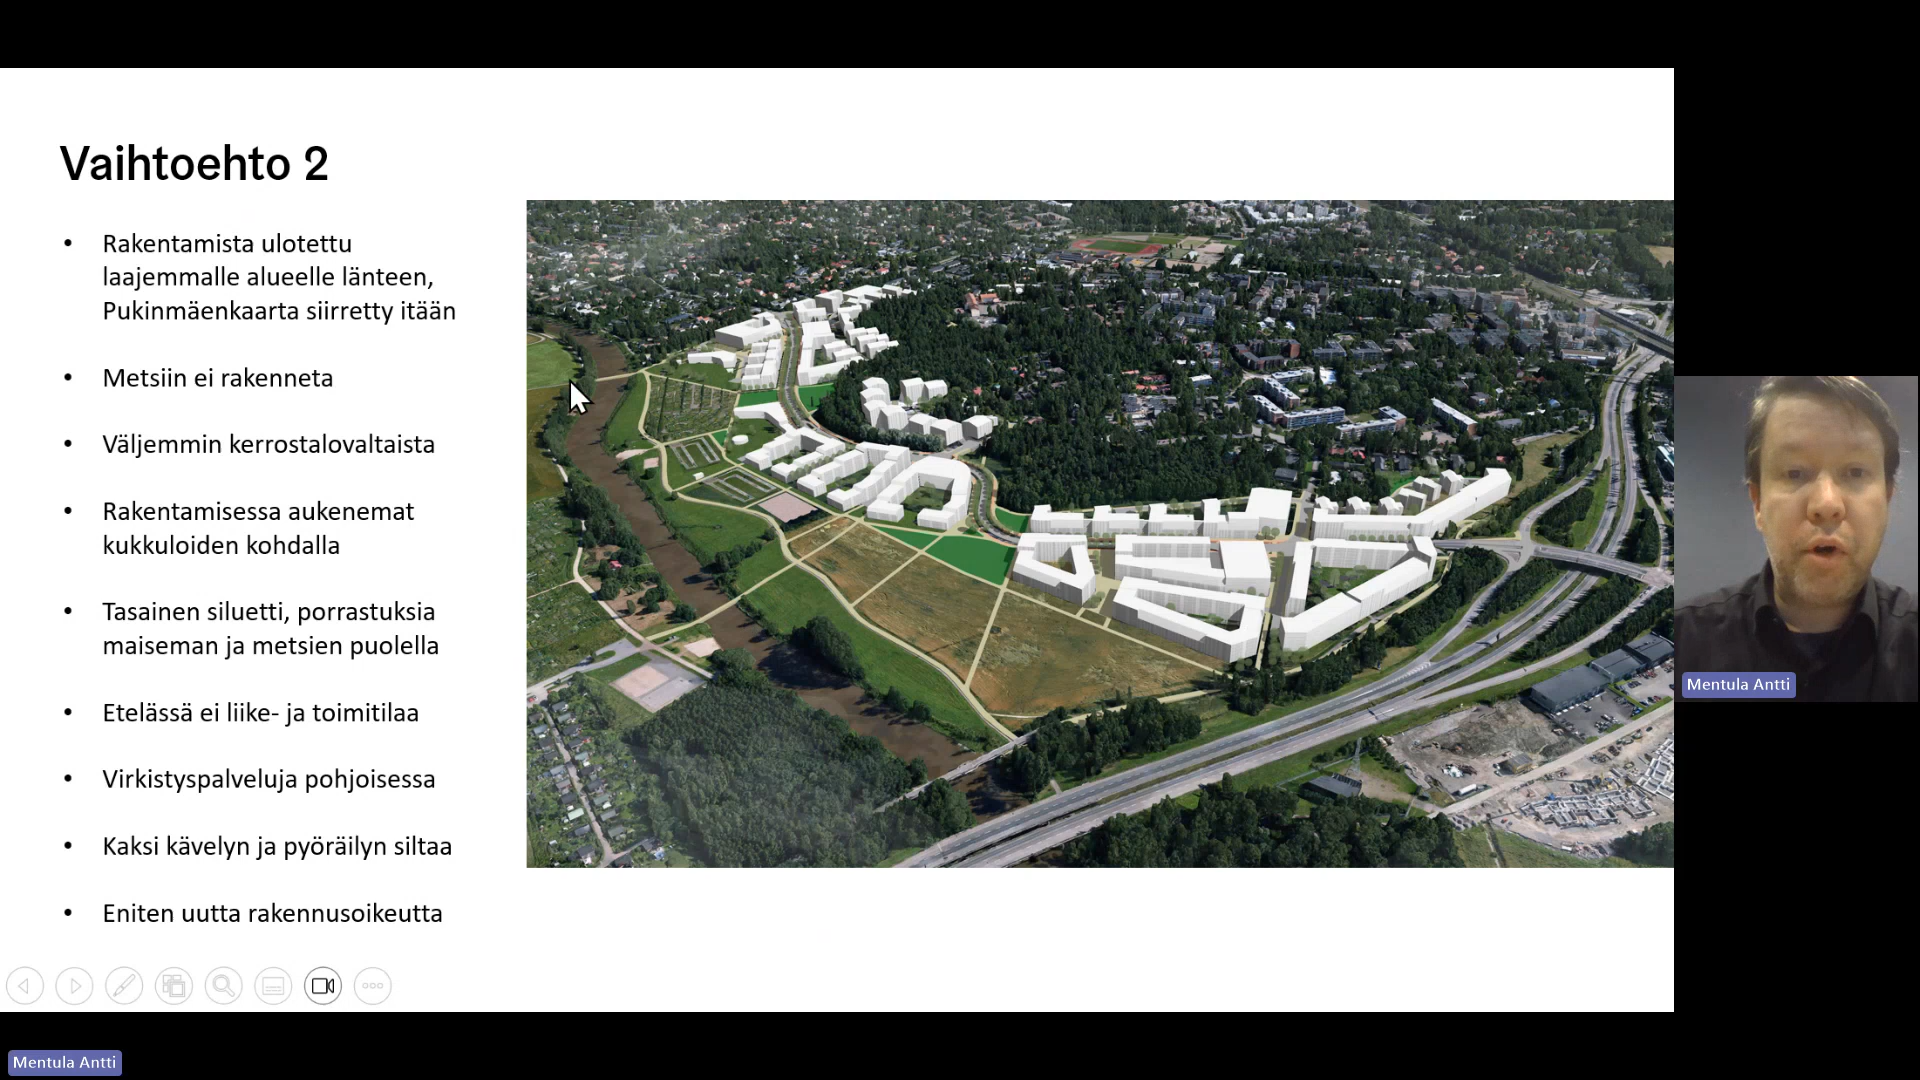 Vaihtoehto 2
• Rakentamista ulotettu
laajemmalle alueelle länteen,
Pukinmäenkaarta siirretty itään
• Metsiin ei rakenneta
• Väljemmin kerrostalovaltaista
• Rakentamisessa aukenemat
kukkuloiden kohdalla
• Tasainen siluetti, porrastuksia
maiseman ja metsien puolella
• Etelässä ei liike- ja toimitilaa
• Virkistyspalveluja pohjoisessa
• Kaksi kävelyn ja pyöräilyn siltaa
• Eniten uutta rakennusoikeutta
Mentula Antti
Mentula Antti